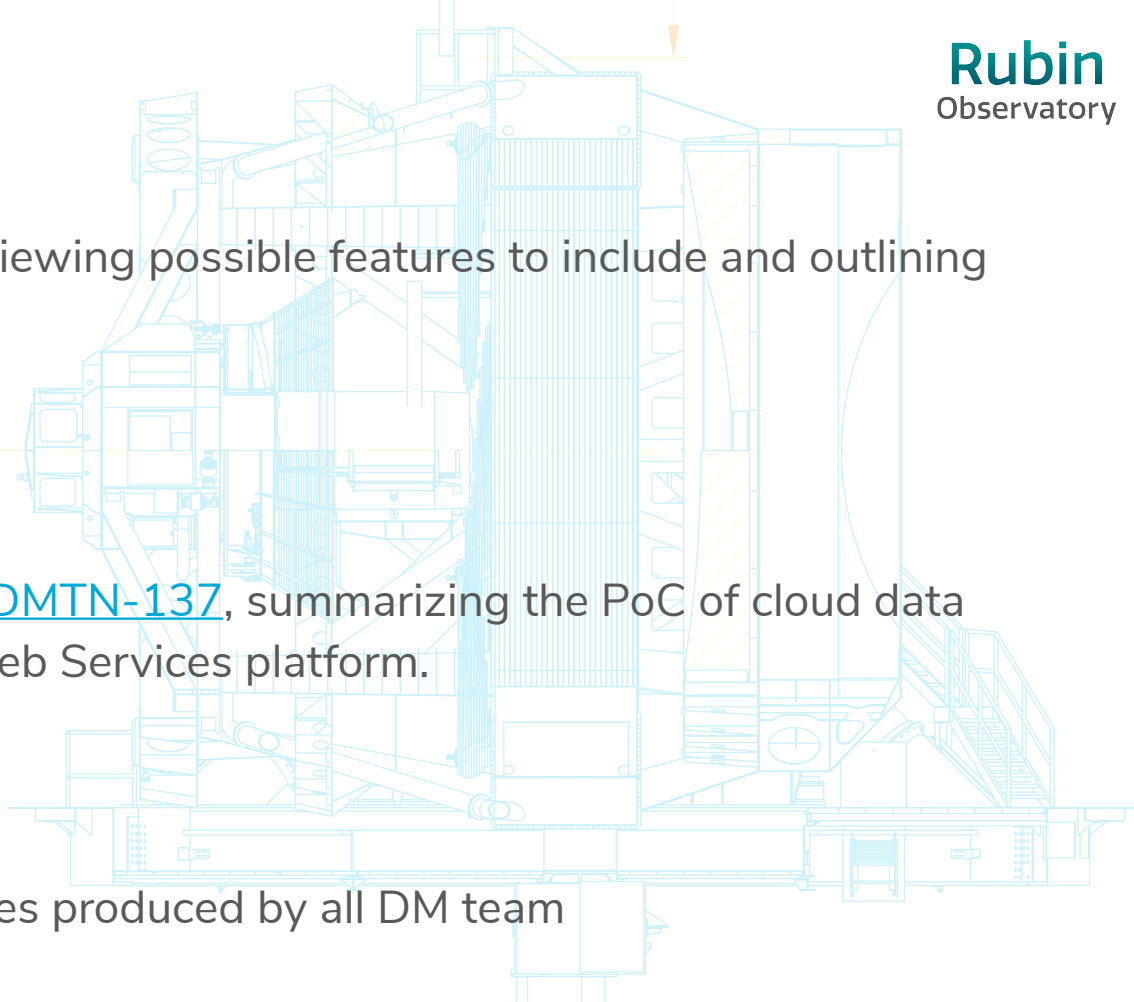 Rubin
Observatory
iewing possible features to include and outlining
DMTN-137, summarizing the PoC of cloud data
eb Services platform.
es produced by all DM team